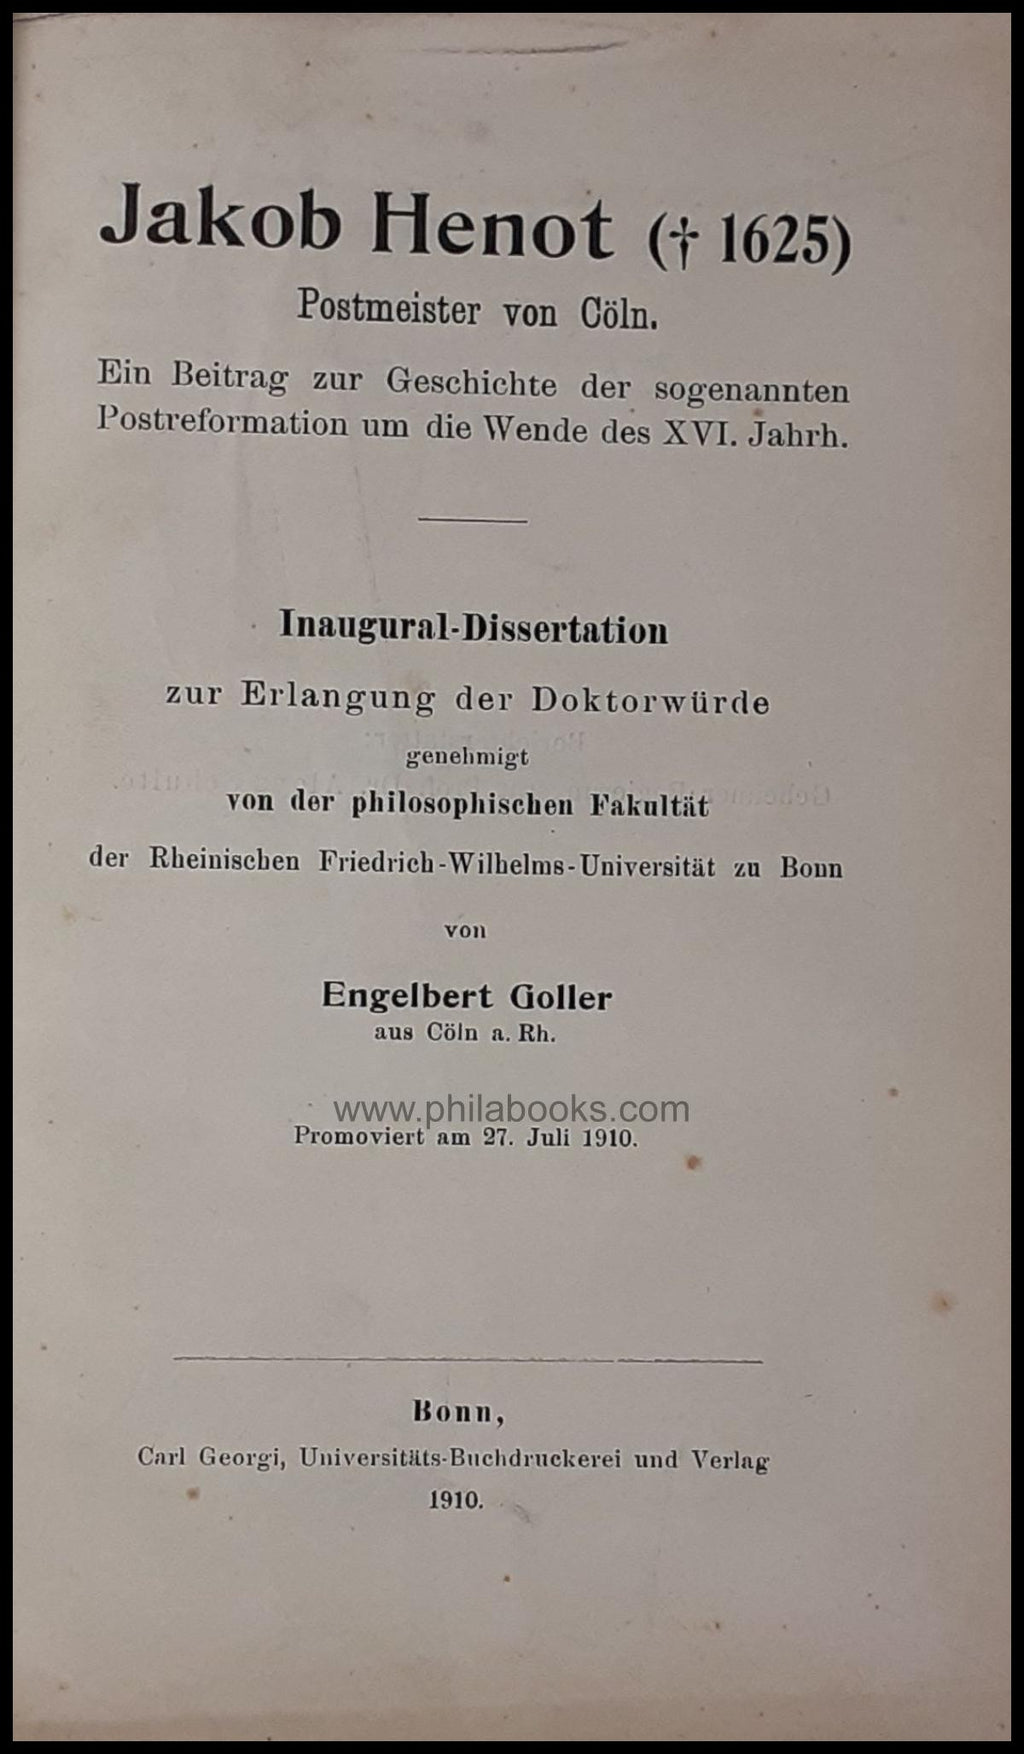 Jakob Henot († 1625)
Postmeister von Cöln.
Ein Beitrag zur Geschichte der sogenannten
Postreformation um die Wende des XVI. Jahrh.
Inaugural-Dissertation
zur Erlangung der Doktorwürde
genehmigt
von der philosophischen Fakultät
der Rheinischen Friedrich-Wilhelms-Universität zu Bonn
von
Engelbert Goller
aus Cöln a. Rh.
www.philabooks.com
Promoviert am 27. Juli 1910.
Bonn,
Carl Georgi, Universitäts-Buchdruckerei und Verlag
1910.